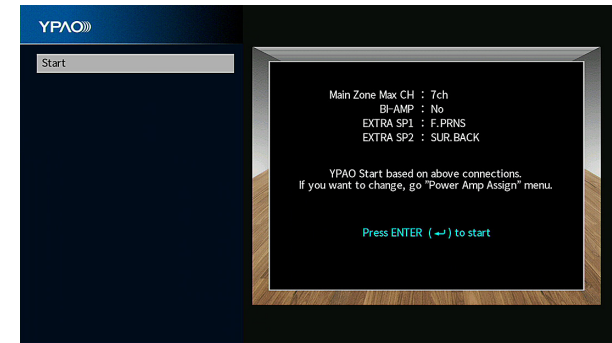 YPAO
Start
Main Zone Max CH : 7ch
BI-AMP : No
EXTRA SP1 : F.PRNS
EXTRA SP2 : SUR.BACK
YPAO Start based on above connections.
If you want to change, go "Power Amp Assign" menu.
Press ENTER (↵) to start